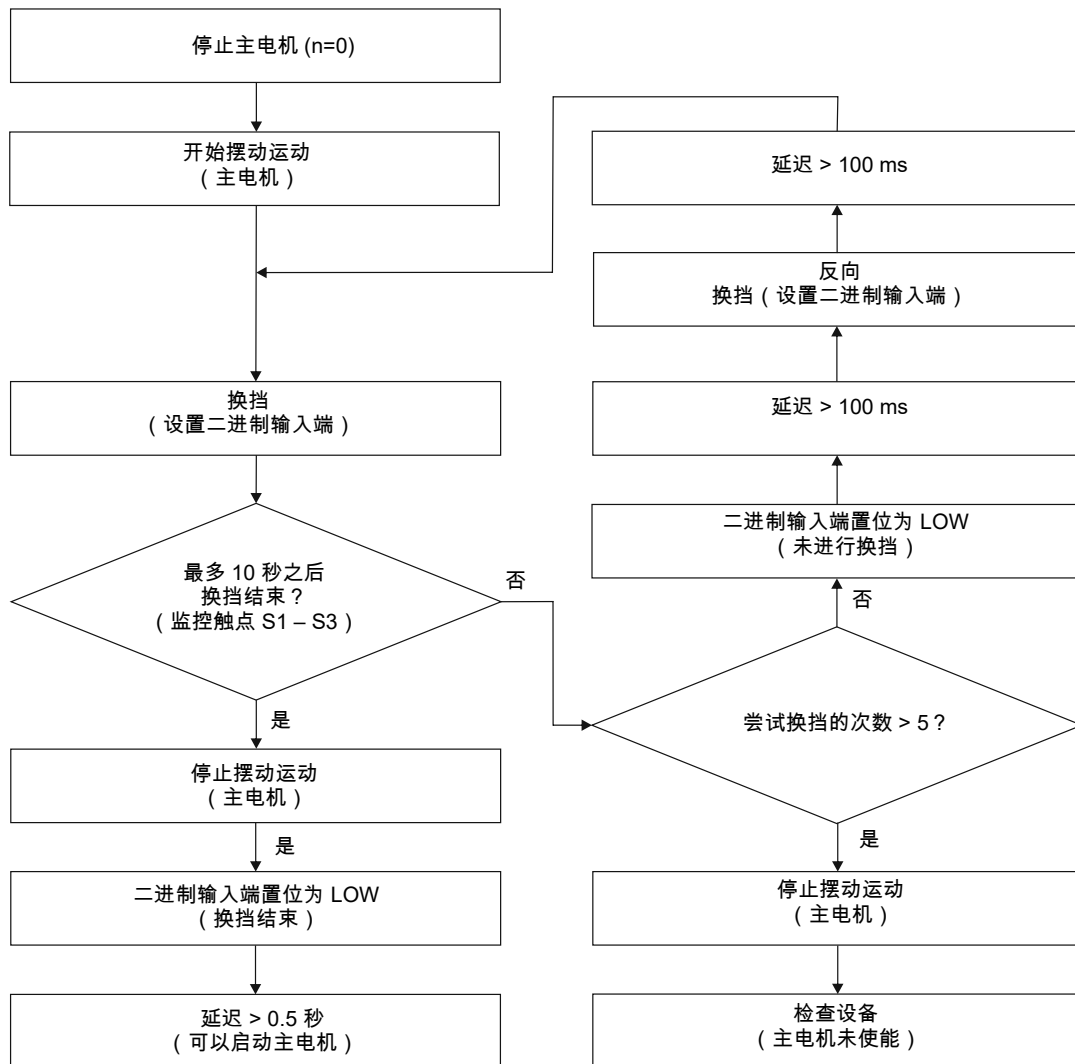 停止主电机 (n=0)
开始摆动运动
（主电机）
换挡
（设置二进制输入端）
最多 10 秒之后
换挡结束？
（监控触点 S1 – S3）
否
是
停止摆动运动
（主电机）
是
二进制输入端置位为 LOW
（换挡结束）
延迟 > 0.5 秒
（可以启动主电机）
延迟 > 100 ms
反向
换挡（设置二进制输入端）
延迟 > 100 ms
二进制输入端置位为 LOW
（未进行换挡）
否
尝试换挡的次数 > 5？
是
停止摆动运动
（主电机）
检查设备
（主电机未使能）